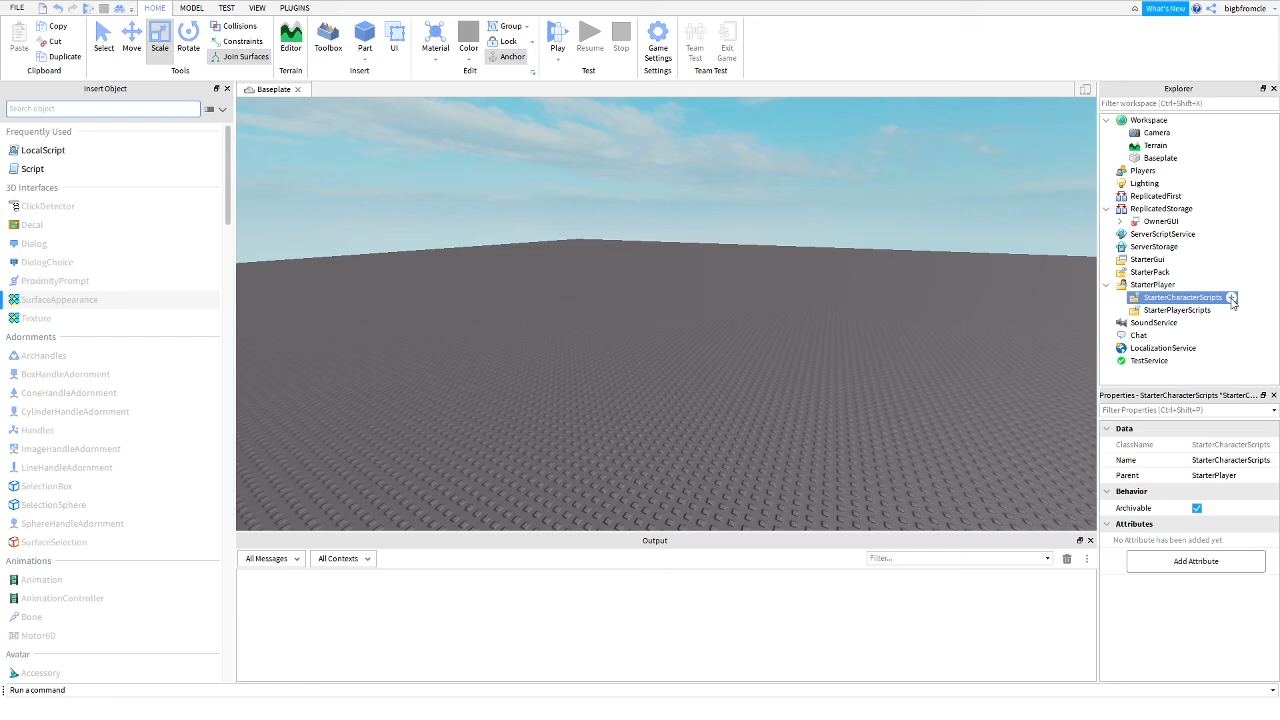 FILE HOME MODEL TEST VIEW PLUGINS What's New bigbfromcle
Copy Collisions Group
Cut Constraints Lock
Paste Duplicate Select Move Scale Rotate Join Surfaces Editor Toolbox Part UI Material Color Anchor Play Resume Stop Game Settings Team Test Exit Game
Clipboard Tools Terrain Insert Edit Test Settings Team Test
Insert Object
Search object
Frequently Used
LocalScript
Script
3D Interfaces
ClickDetector
Decal
Dialog
DialogChoice
ProximityPrompt
SurfaceAppearance
Texture
Adornments
ArcHandles
BoxHandleAdornment
ConeHandleAdornment
CylinderHandleAdornment
Handles
ImageHandleAdornment
LineHandleAdornment
SelectionBox
SelectionSphere
SphereHandleAdornment
SurfaceSelection
Animations
Animation
AnimationController
Bone
Motor6D
Avatar
Accessory
Baseplate
Output
All Messages All Contexts Filter...
Explorer
Filter workspace (Ctrl+Shift+X)
Workspace
Camera
Terrain
Baseplate
Players
Lighting
ReplicatedFirst
ReplicatedStorage
OwnerGUI
ServerScriptService
ServerStorage
StarterGui
StarterPack
StarterPlayer
StarterCharacterScripts
StarterPlayerScripts
SoundService
Chat
LocalizationService
TestService
Properties - StarterCharacterScripts "StarterC...
Filter Properties (Ctrl+Shift+P)
Data
ClassName StarterCharacterScripts
Name StarterCharacterScripts
Parent StarterPlayer
Behavior
Archivable
Attributes
No Attribute has been added yet
Add Attribute
Run a command